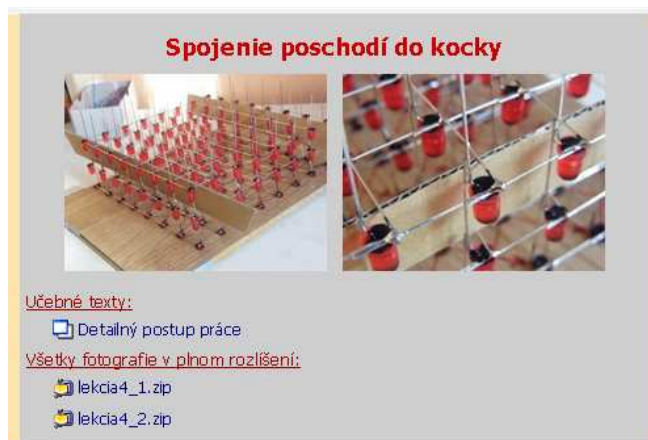 Spojenie poschodí do kocky
Učebné texty:
Detailný postup práce
Všetky fotografie v plnom rozlíšení:
lekcia4_1.zip
lekcia4_2.zip